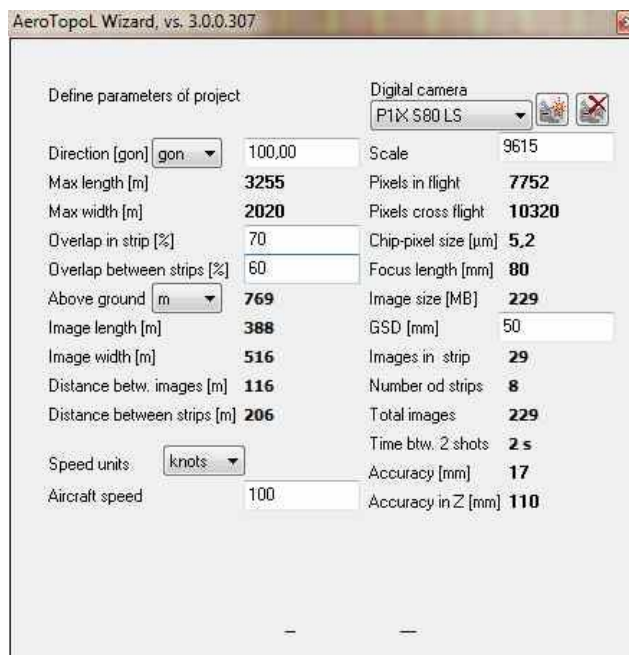 AeroTopoL Wizard, vs. 3.0.0.307
Define parameters of project
Direction [gon] gon 100,00
Max length [m] 3255
Max width [m] 2020
Overlap in strip [%] 70
Overlap between strips [%] 60
Above ground m 769
Image length [m] 388
Image width [m] 516
Distance betw. images [m] 116
Distance between strips [m] 206
Speed units knots
Aircraft speed 100
Digital camera
P1iX S80 LS
Scale 9615
Pixels in flight 7752
Pixels cross flight 10320
Chip-pixel size [µm] 5,2
Focus length [mm] 80
Image size [MB] 229
GSD [mm] 50
Images in strip 29
Number od strips 8
Total images 229
Time btw. 2 shots 2 s
Accuracy [mm] 17
Accuracy in Z [mm] 110